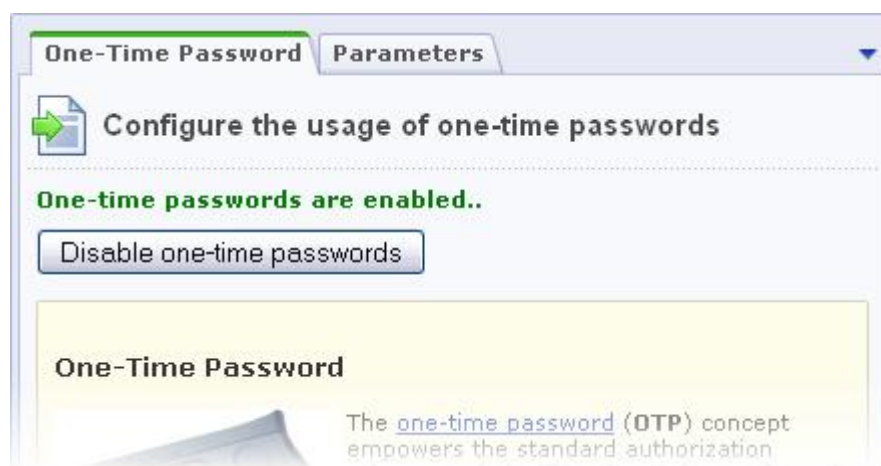 One-Time Password Parameters
Configure the usage of one-time passwords
One-time passwords are enabled..
Disable one-time passwords
One-Time Password
The one-time password (OTP) concept
empowers the standard authorization